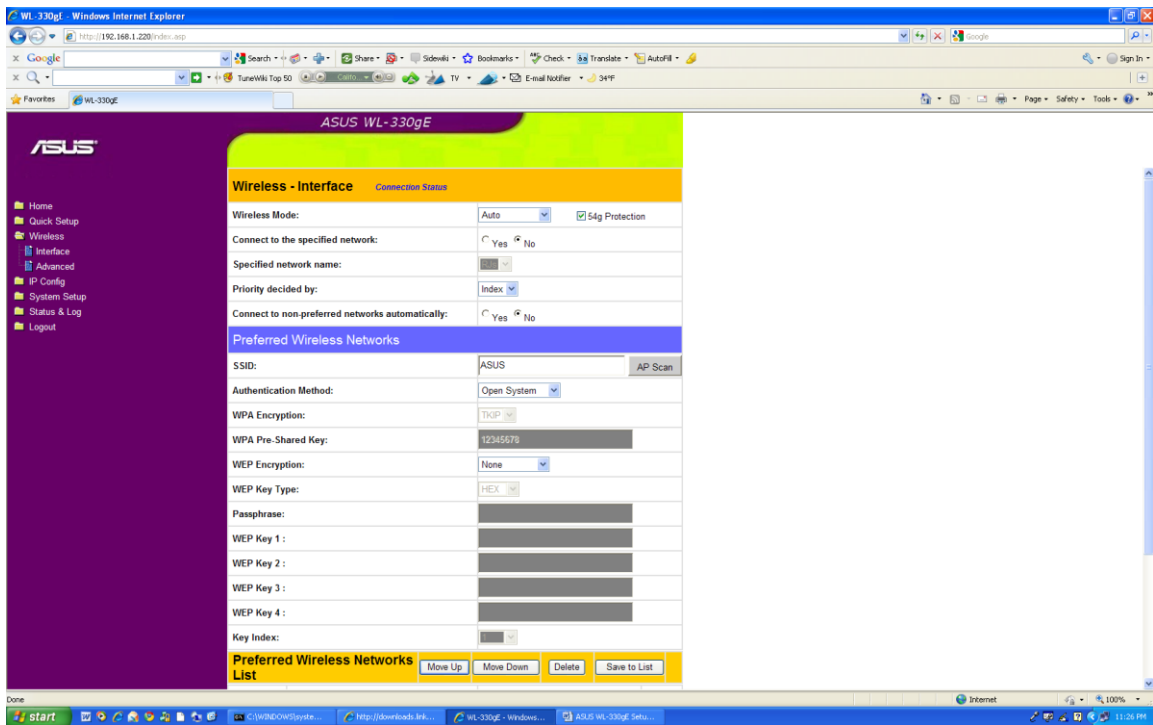 WL-330gE - Windows Internet Explorer
http://192.168.1.220/index.asp
Google
x Google Search Share Sidewiki Bookmarks Check Translate AutoFill Sign In
x TuneWiki Top 50 TV E-mail Notifier 34°F
Favorites WL-330gE Page Safety Tools
ASUS WL-330gE
ASUS
Home
Quick Setup
Wireless
Interface
Advanced
IP Config
System Setup
Status & Log
Logout
Wireless - Interface Connection Status
Wireless Mode: Auto 54g Protection
Connect to the specified network: Yes No
Specified network name:
Priority decided by: Index
Connect to non-preferred networks automatically: Yes No
Preferred Wireless Networks
SSID: ASUS AP Scan
Authentication Method: Open System
WPA Encryption: TKIP
WPA Pre-Shared Key: 12345678
WEP Encryption: None
WEP Key Type: HEX
Passphrase:
WEP Key 1 :
WEP Key 2 :
WEP Key 3 :
WEP Key 4 :
Key Index: 1
Preferred Wireless Networks List Move Up Move Down Delete Save to List
Done Internet 100%
start C:\WINDOWS\syste... http://downloads.link... WL-330gE - Windows... ASUS WL-330gE Setu... 11:26 PM